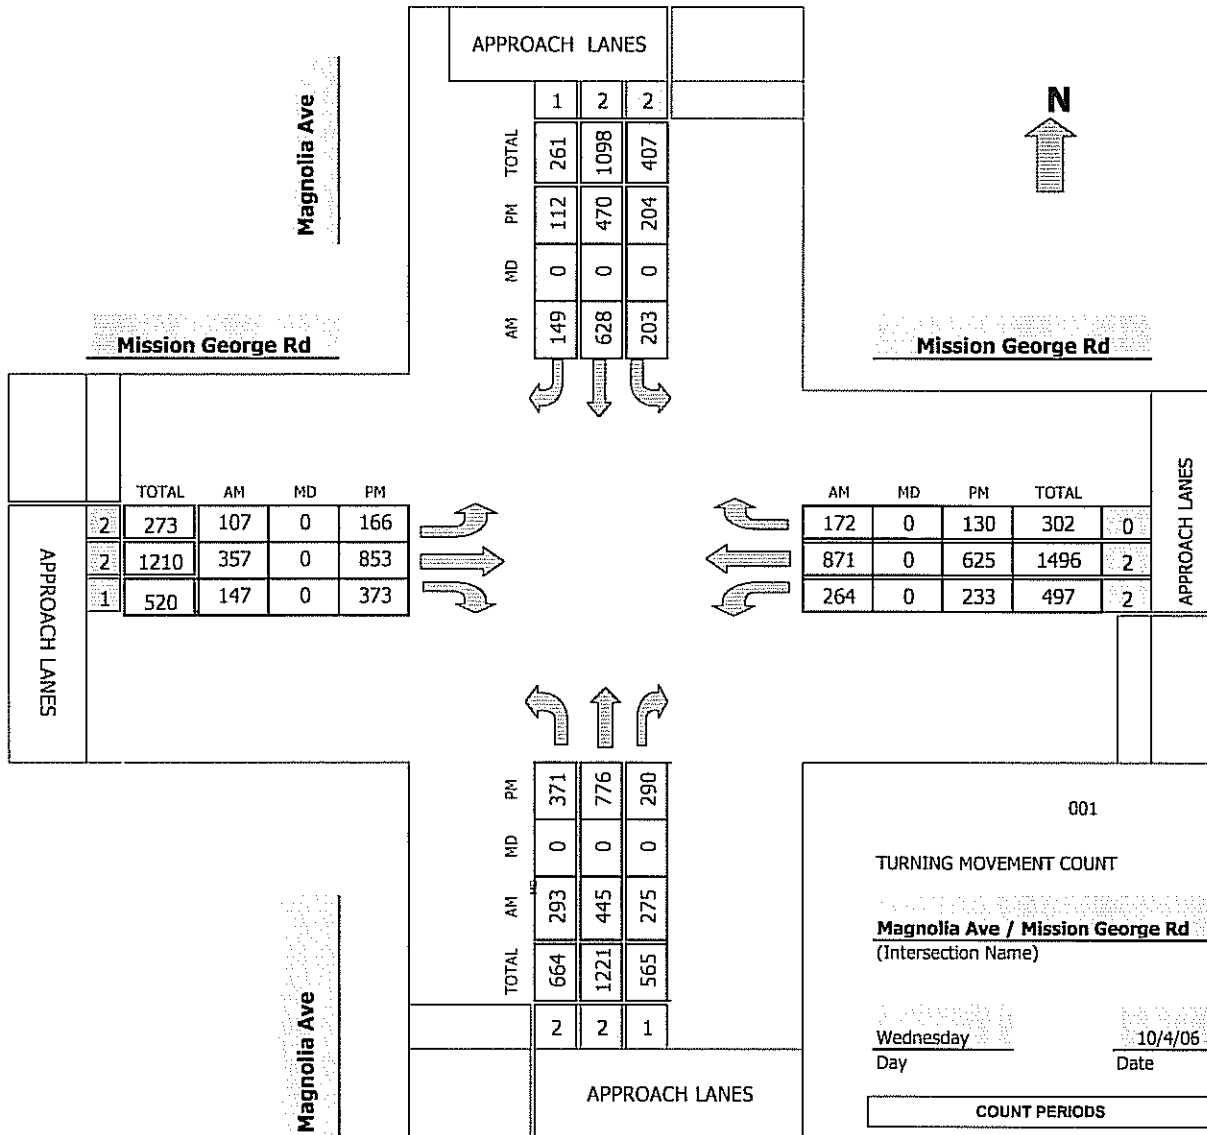 APPROACH LANES
1 2 2
TOTAL 261 1098 407
PM 112 470 204
MD 0 0 0
AM 149 628 203
Magnolia Ave
N
Mission George Rd
Mission George Rd
TOTAL AM MD PM
2 273 107 0 166
2 1210 357 0 853
1 520 147 0 373
APPROACH LANES
AM MD PM TOTAL
172 0 130 302 0
871 0 625 1496 2
264 0 233 497 2
APPROACH LANES
PM 371 776 290
MD 0 0 0
AM 293 445 275
TOTAL 664 1221 565
2 2 1
APPROACH LANES
Magnolia Ave
001
TURNING MOVEMENT COUNT
Magnolia Ave / Mission George Rd
(Intersection Name)
Wednesday 10/4/06
Day Date
COUNT PERIODS